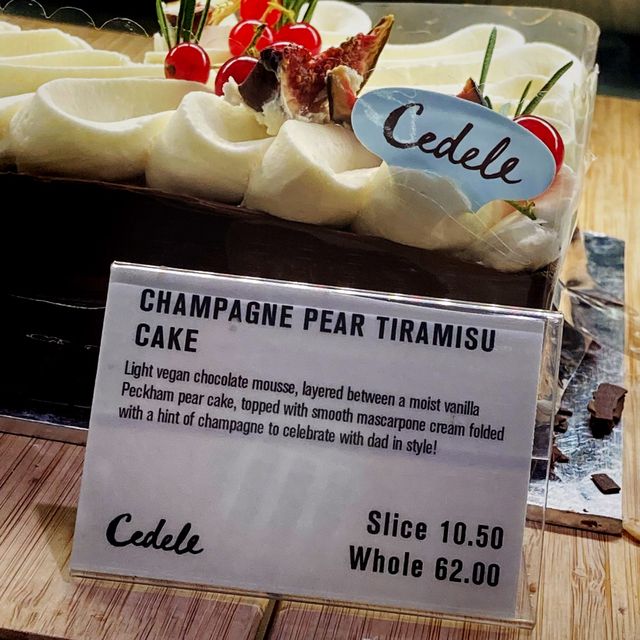 Cedele
CHAMPAGNE PEAR TIRAMISU
CAKE
Light vegan chocolate mousse, layered between a moist vanilla
Peckham pear cake, topped with smooth mascarpone cream folded
with a hint of champagne to celebrate with dad in style!
Cedele
Slice 10.50
Whole 62.00